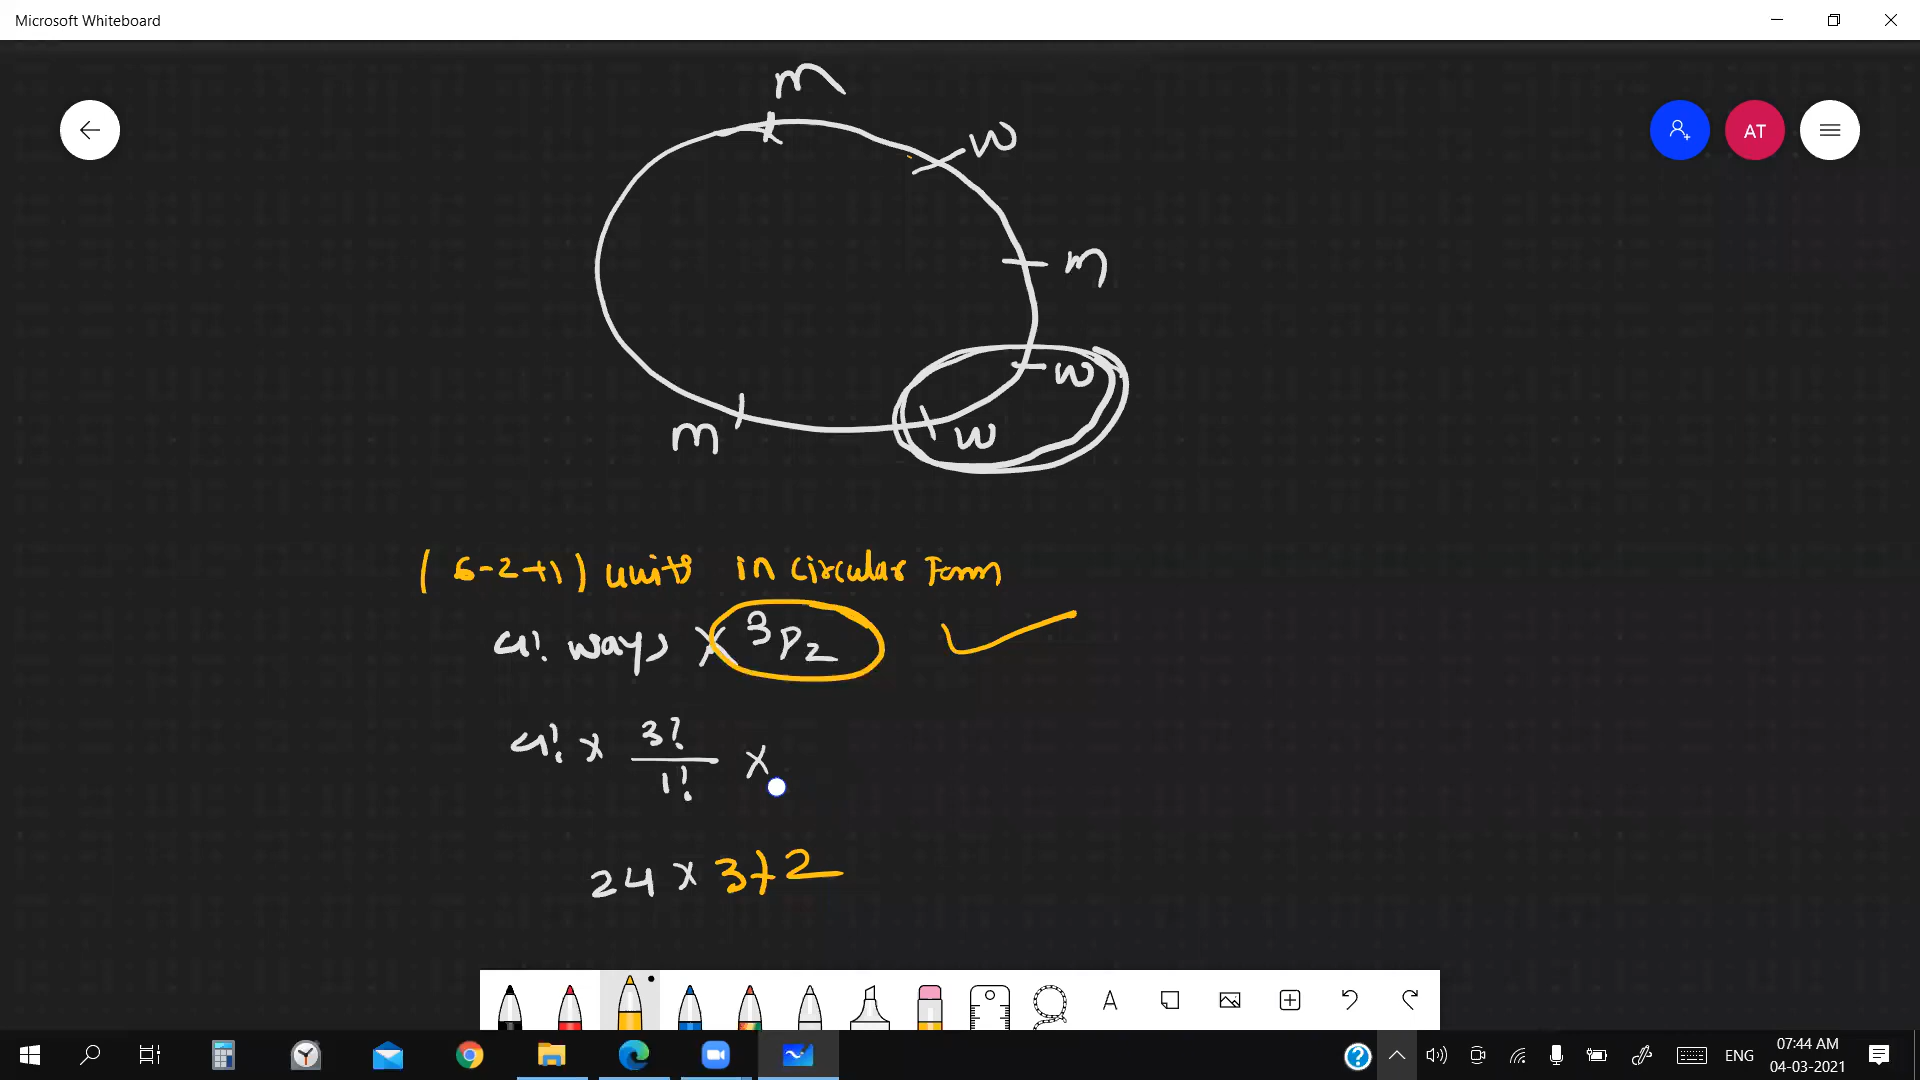 Microsoft Whiteboard
m
w
AT
m
w
m
w
(6-2+1) units in circular Form
4! ways X ³P₂
4! x 3!/1! x
24 x 3+2
A
ENG
07:44 AM
04-03-2021